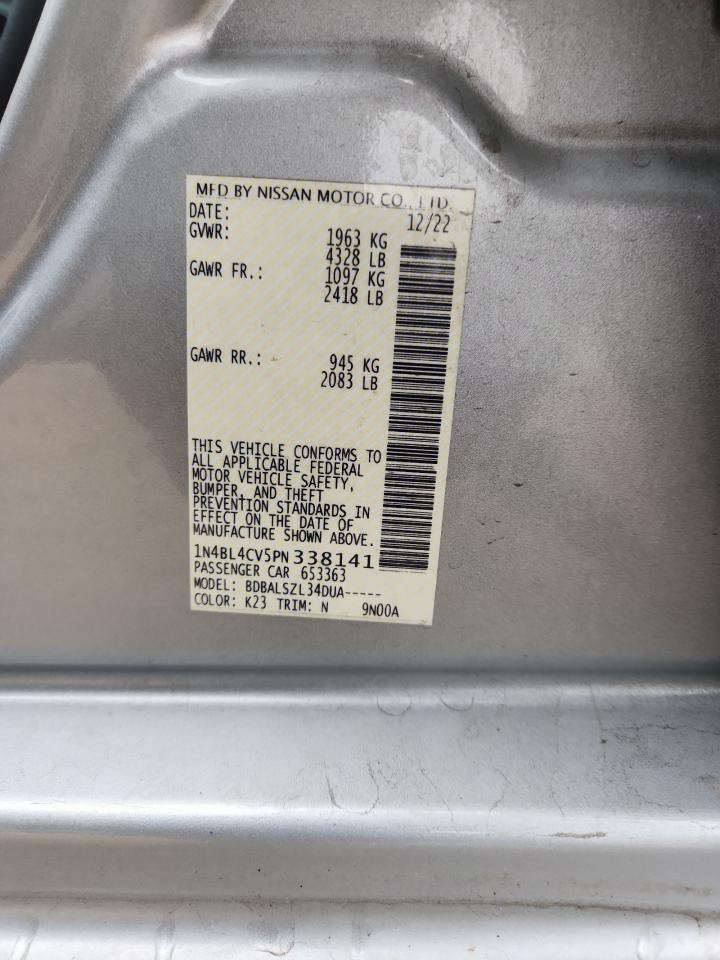 MFD BY NISSAN MOTOR CO., LTD.
DATE: 12/22
GVWR: 1963 KG
4328 LB
GAWR FR.: 1097 KG
2418 LB
GAWR RR.: 945 KG
2083 LB
THIS VEHICLE CONFORMS TO
ALL APPLICABLE FEDERAL
MOTOR VEHICLE SAFETY,
BUMPER, AND THEFT
PREVENTION STANDARDS IN
EFFECT ON THE DATE OF
MANUFACTURE SHOWN ABOVE.
1N4BL4CV5PN338141
PASSENGER CAR 653363
MODEL: BDBALSZL34DUA-----
COLOR: K23 TRIM: N 9N00A